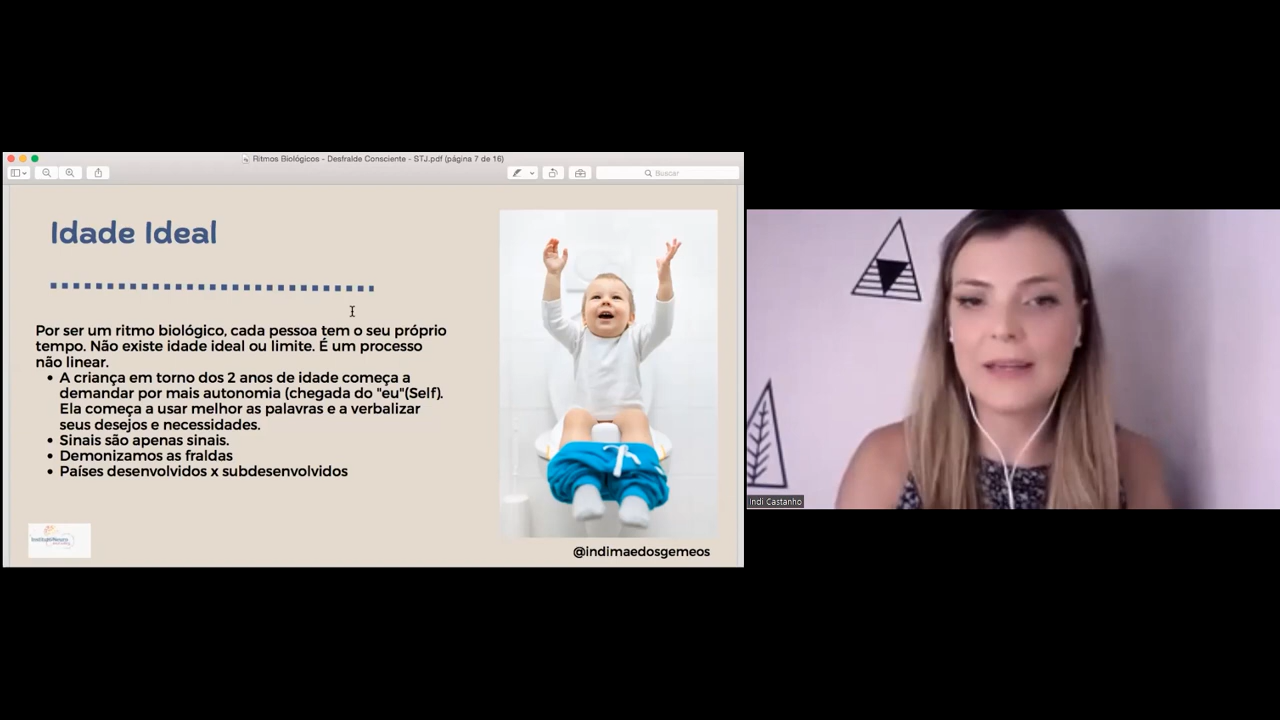 Ritmos Biológicos - Desfralde Consciente - STJ.pdf (página 7 de 16)
Buscar
Idade Ideal
Por ser um ritmo biológico, cada pessoa tem o seu próprio
tempo. Não existe idade ideal ou limite. É um processo
não linear.
A criança em torno dos 2 anos de idade começa a
demandar por mais autonomia (chegada do "eu"(Self).
Ela começa a usar melhor as palavras e a verbalizar
seus desejos e necessidades.
Sinais são apenas sinais.
Demonizamos as fraldas
Países desenvolvidos x subdesenvolvidos
@indimaedosgemeos
Indi Castanho